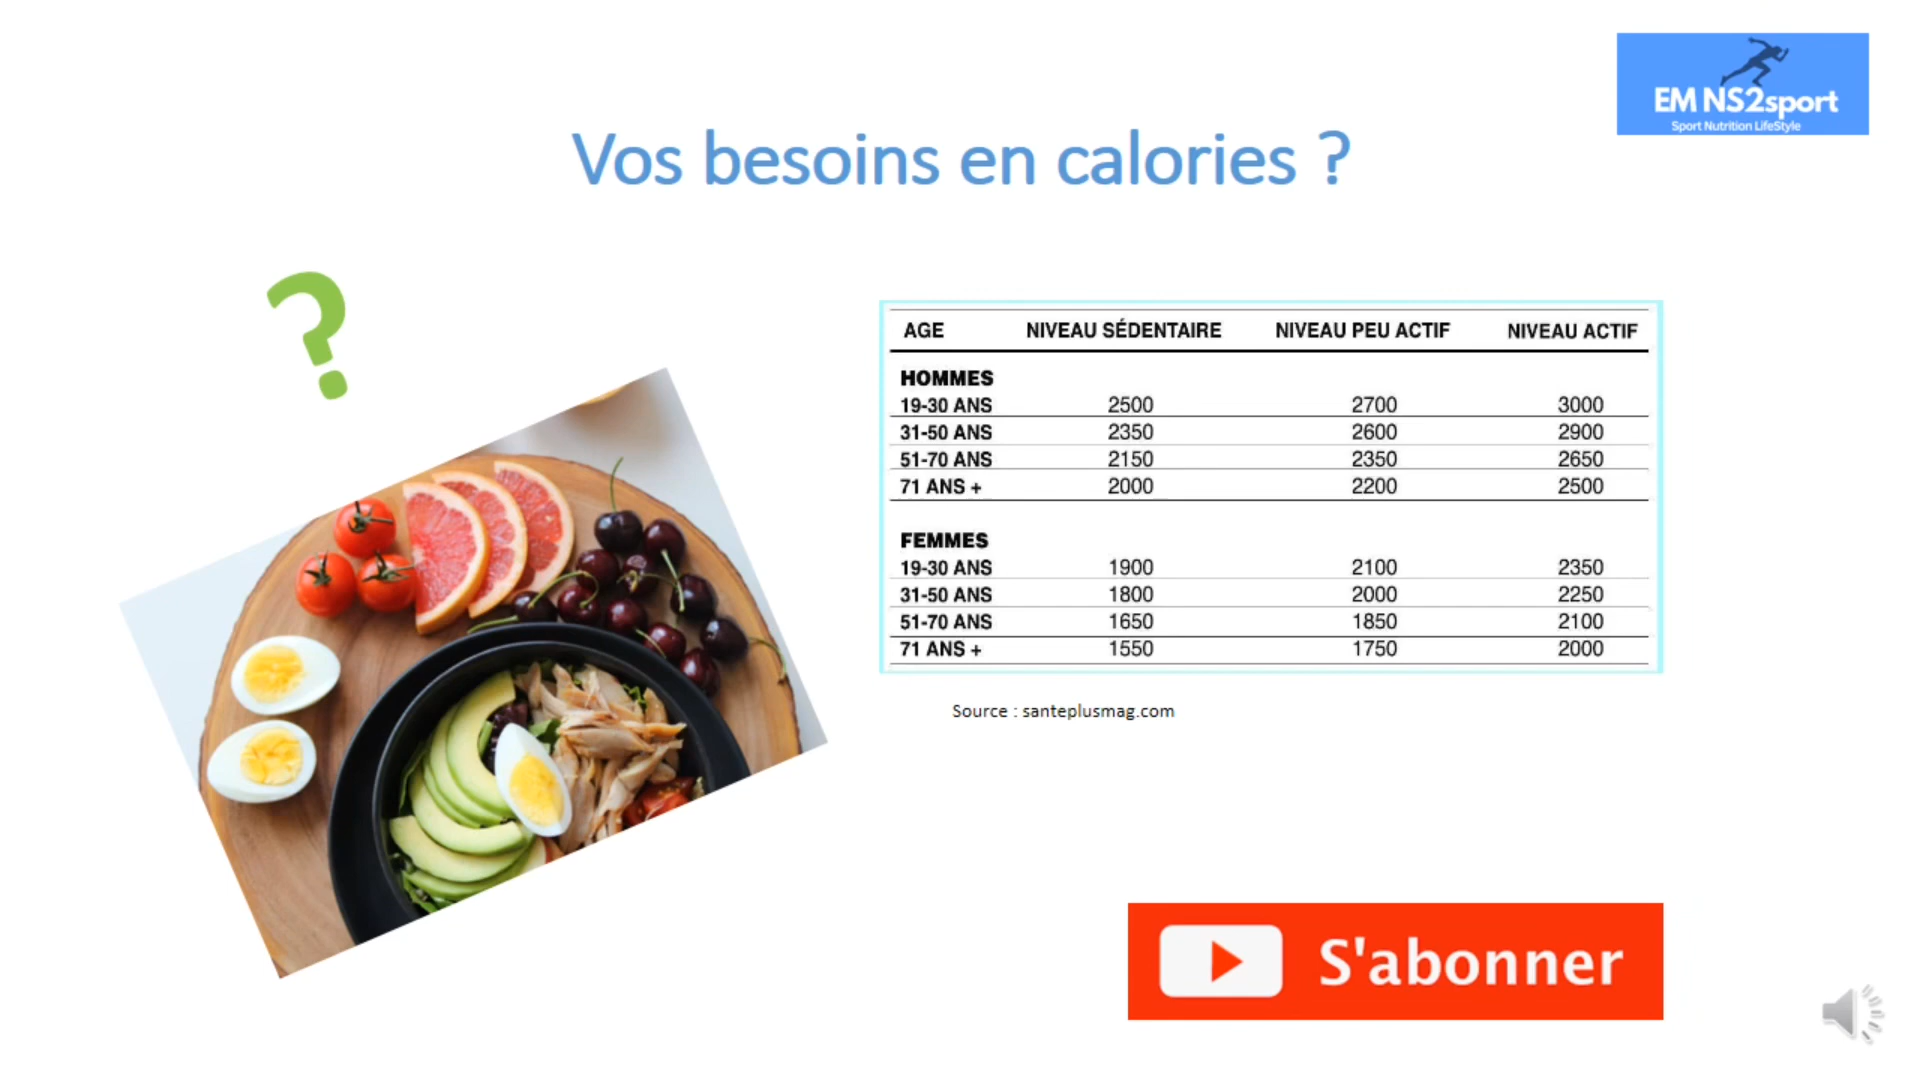 EM NS2sport
Sport Nutrition LifeStyle
Vos besoins en calories ?
?
AGE NIVEAU SÉDENTAIRE NIVEAU PEU ACTIF NIVEAU ACTIF
HOMMES
19-30 ANS 2500 2700 3000
31-50 ANS 2350 2600 2900
51-70 ANS 2150 2350 2650
71 ANS + 2000 2200 2500
FEMMES
19-30 ANS 1900 2100 2350
31-50 ANS 1800 2000 2250
51-70 ANS 1650 1850 2100
71 ANS + 1550 1750 2000
Source : santeplusmag.com
S'abonner